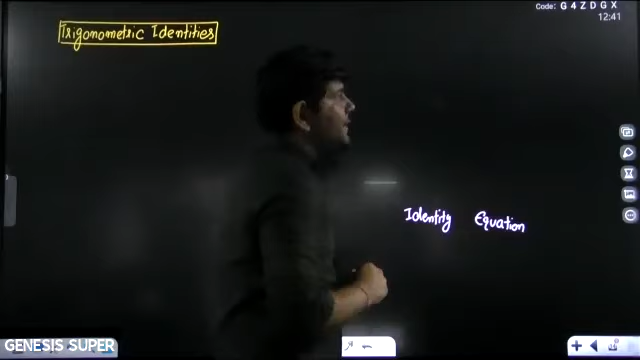 Code: G 4 Z D G X
12:41
Trigonometric Identities
Identity Equation
GENESIS SUPER